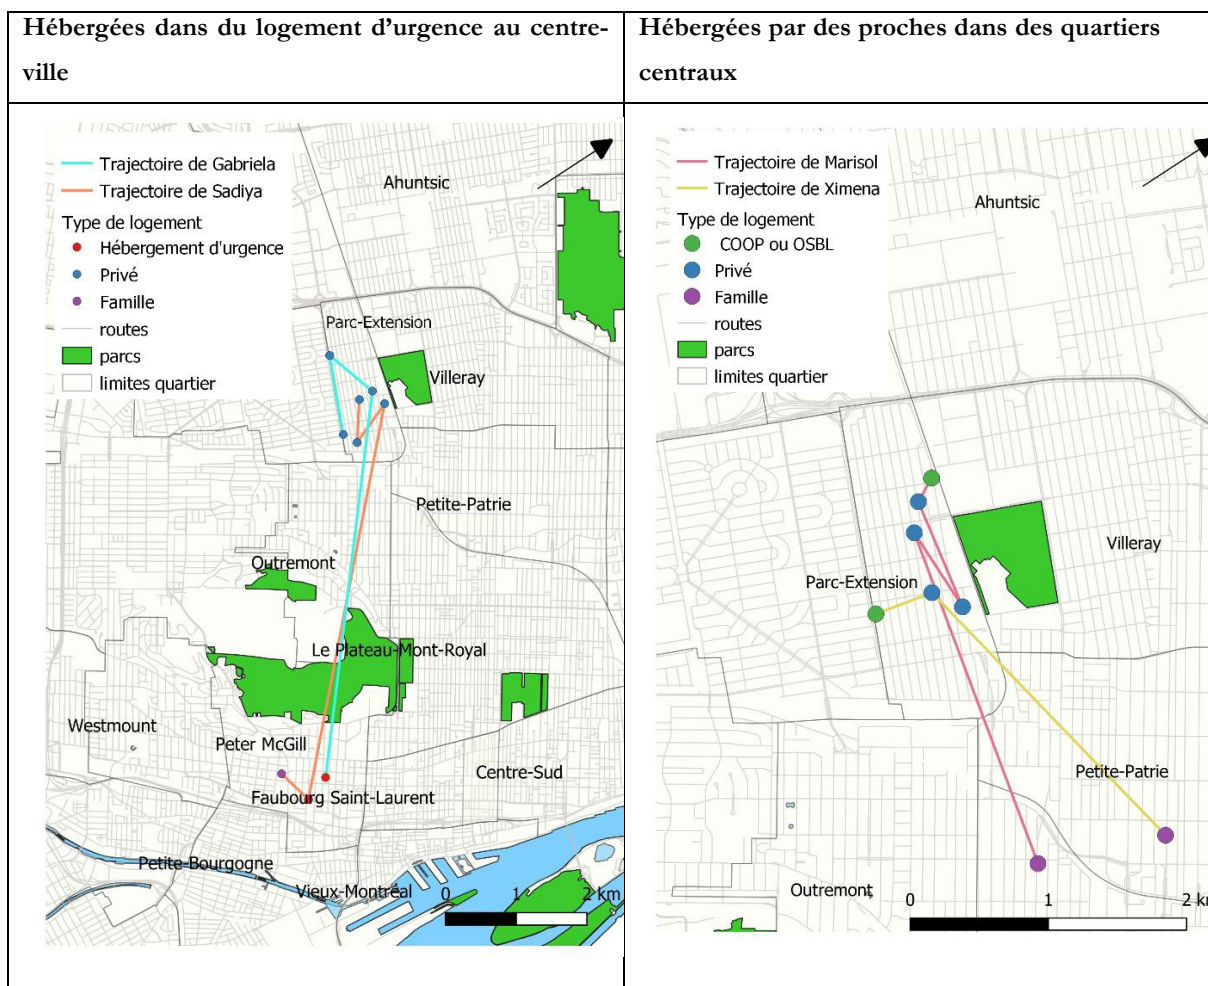 Hébergées dans du logement d’urgence au centre-
ville
Hébergées par des proches dans des quartiers
centraux
Trajectoire de Gabriela
Trajectoire de Sadiya
Type de logement
Hébergement d'urgence
Privé
Famille
routes
parcs
limites quartier
Ahuntsic
Parc-Extension
Villeray
Petite-Patrie
Outremont
Le Plateau-Mont-Royal
Westmount
Peter McGill
Centre-Sud
Faubourg Saint-Laurent
Petite-Bourgogne
Vieux-Montréal
0 1 2 km
Trajectoire de Marisol
Trajectoire de Ximena
Type de logement
COOP ou OSBL
Privé
Famille
routes
parcs
limites quartier
Ahuntsic
Villeray
Parc-Extension
Petite-Patrie
Outremont
0 1 2 km